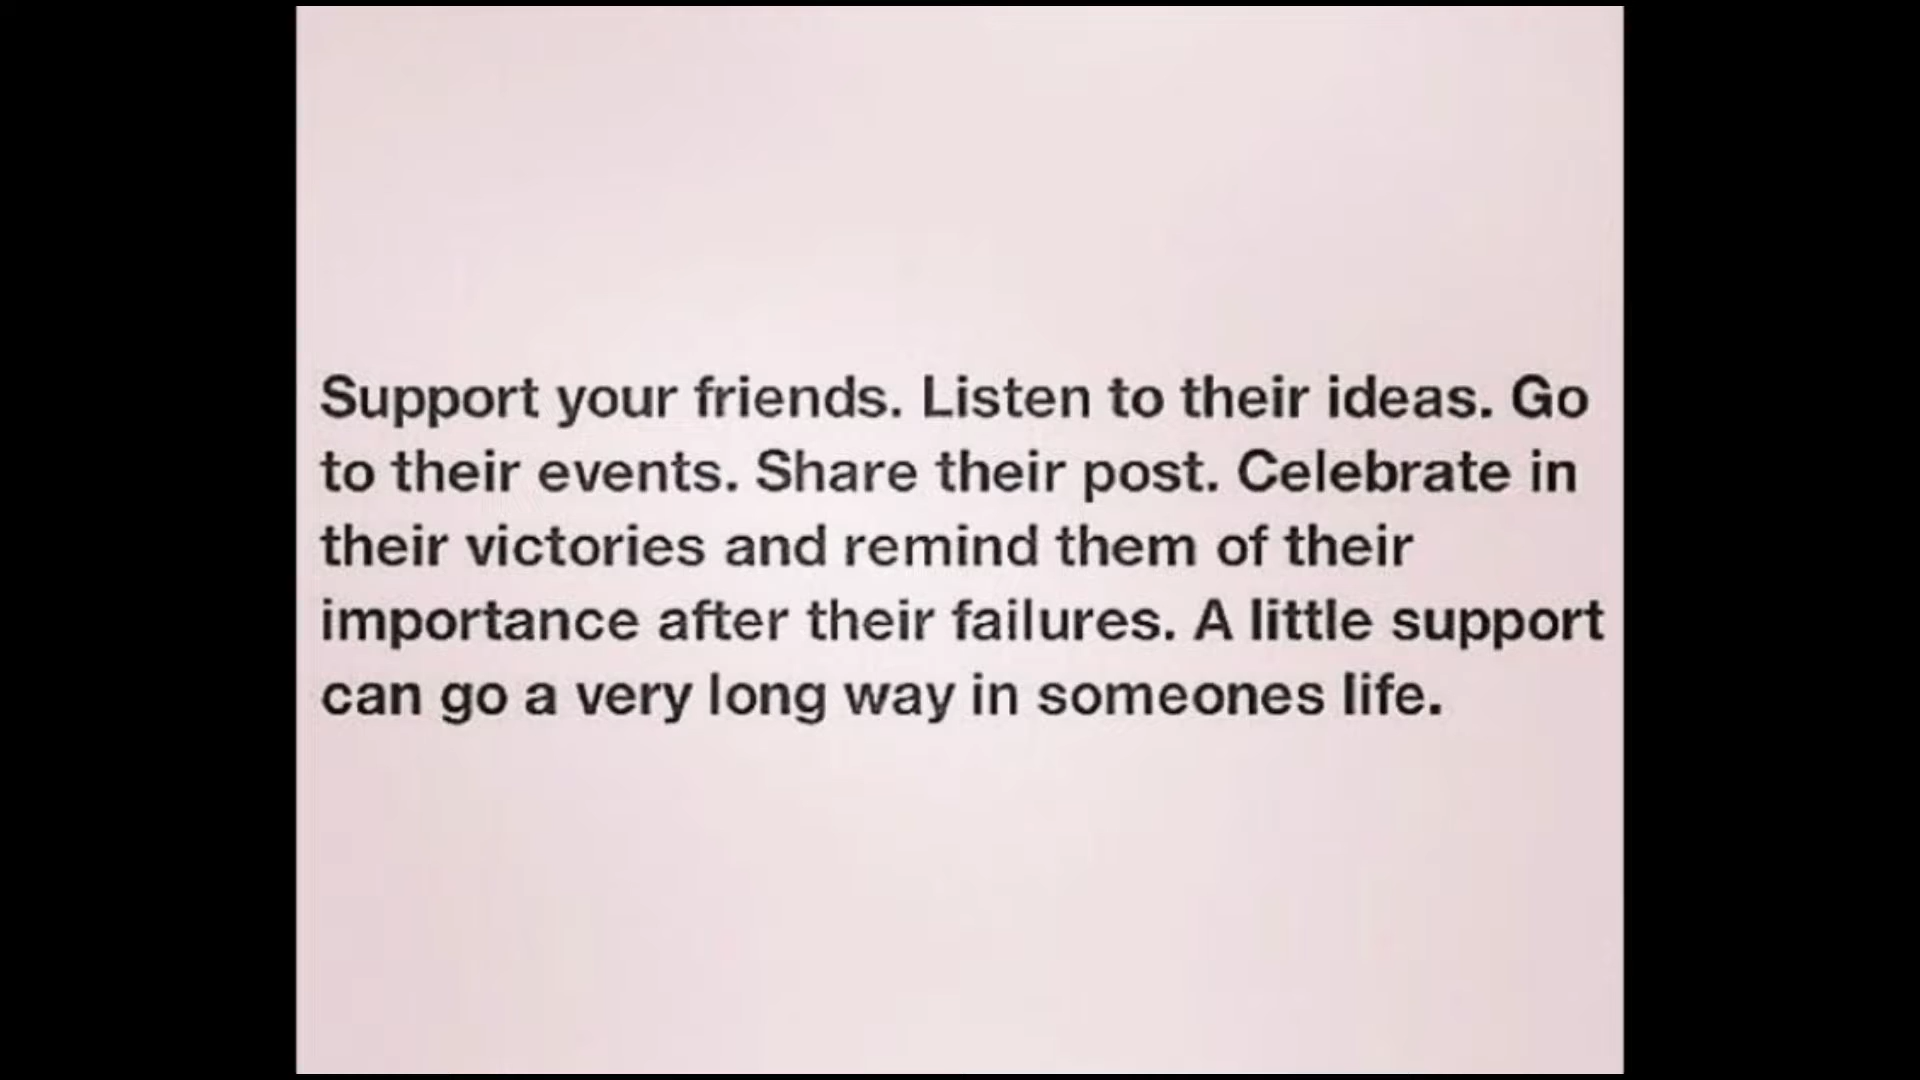 Support your friends. Listen to their ideas. Go
to their events. Share their post. Celebrate in
their victories and remind them of their
importance after their failures. A little support
can go a very long way in someones life.